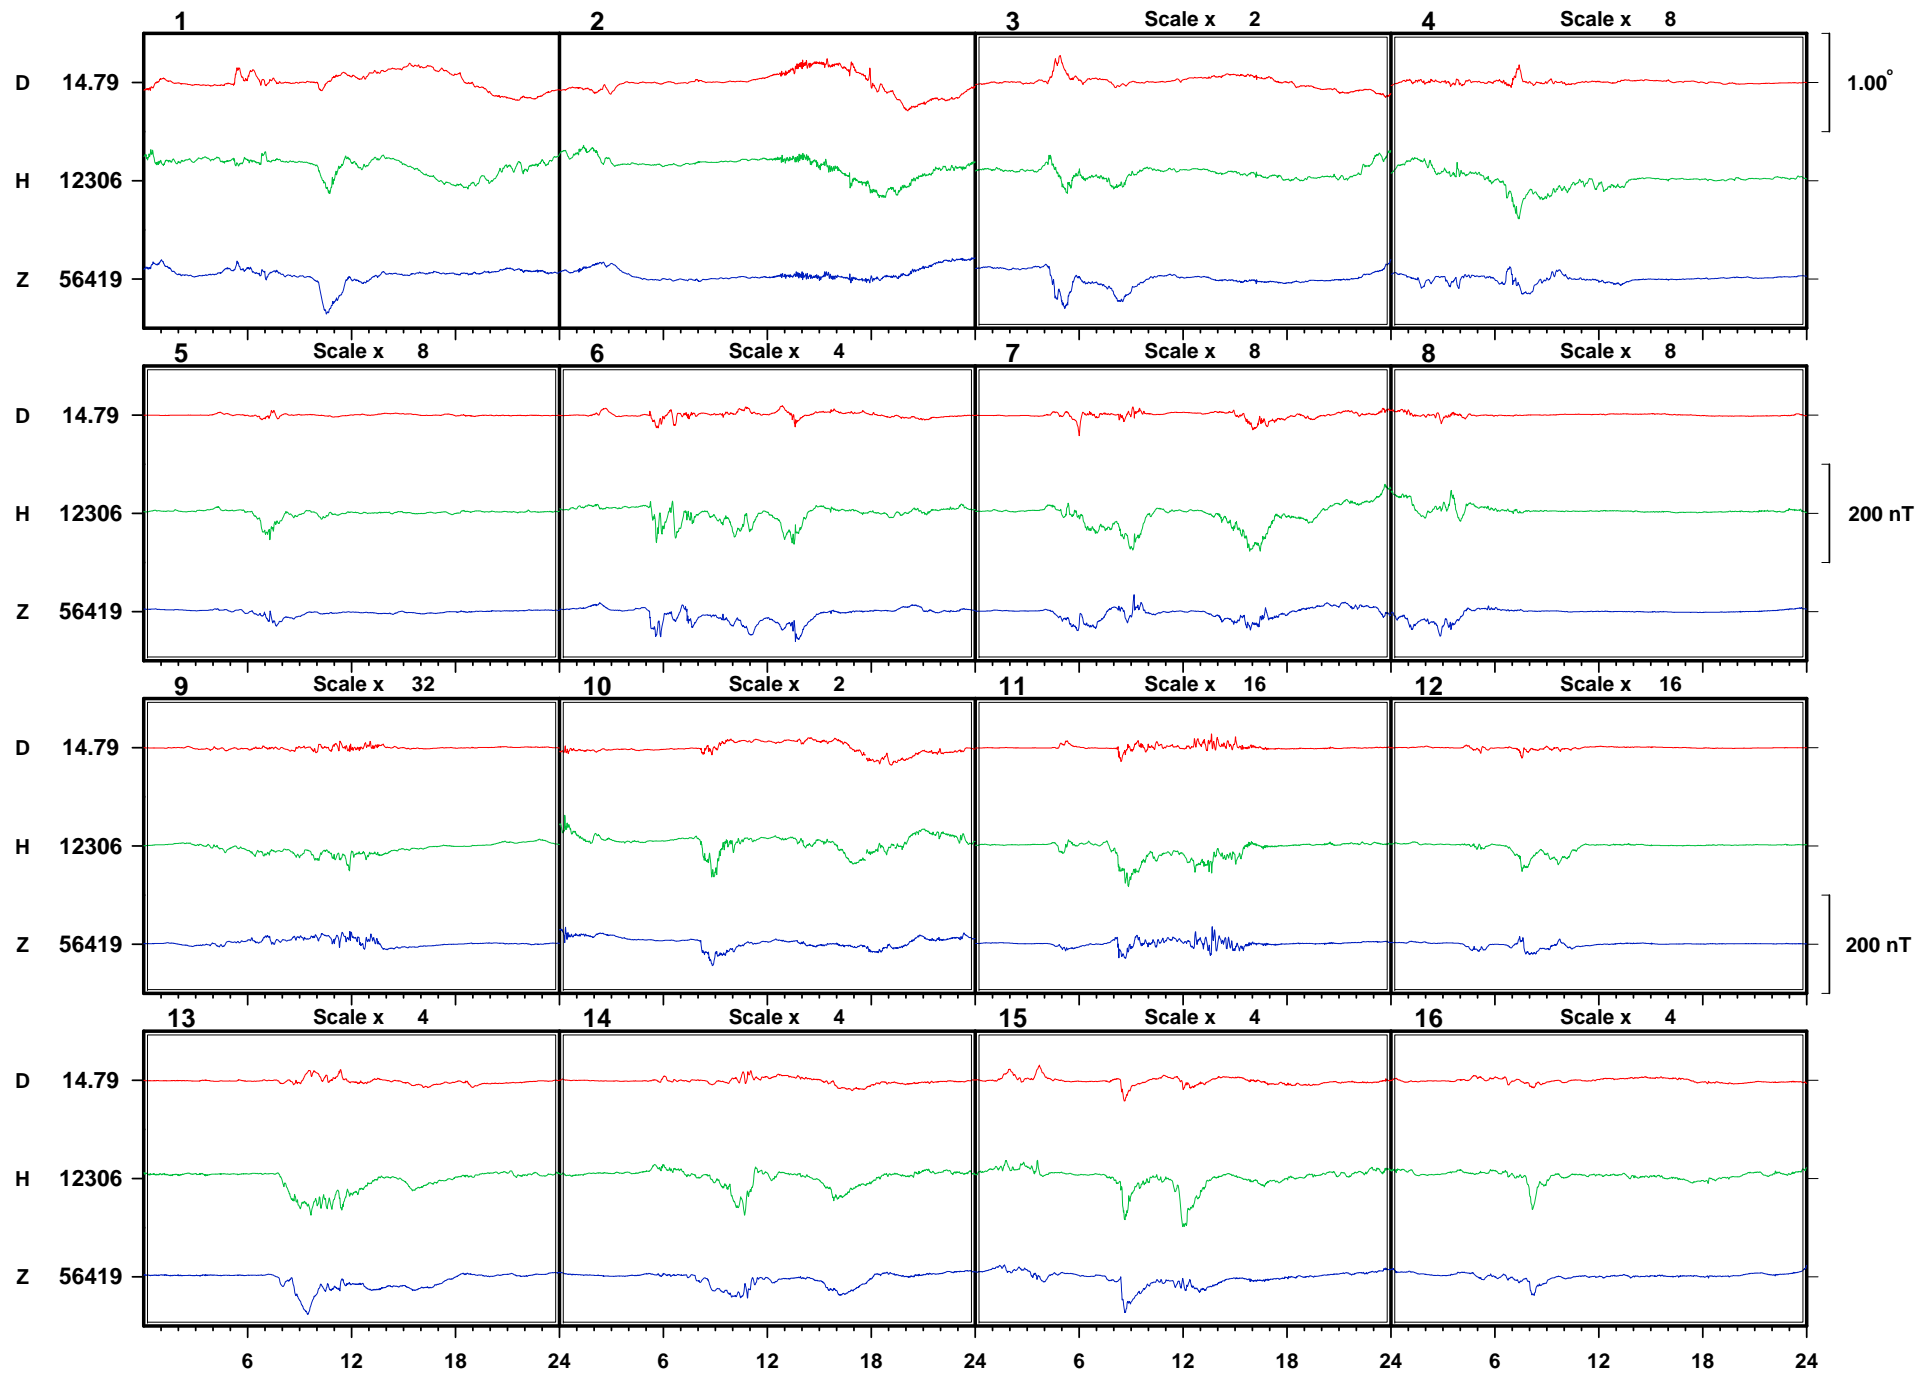 1 2 3 Scale x 2 4 Scale x 8
D 14.79 1.00°
H 12306
Z 56419
5 Scale x 8 6 Scale x 4 7 Scale x 8 8 Scale x 8
D 14.79
H 12306 200 nT
Z 56419
9 Scale x 32 10 Scale x 2 11 Scale x 16 12 Scale x 16
D 14.79
H 12306
Z 56419 200 nT
13 Scale x 4 14 Scale x 4 15 Scale x 4 16 Scale x 4
D 14.79
H 12306
Z 56419
6 12 18 24 6 12 18 24 6 12 18 24 6 12 18 24